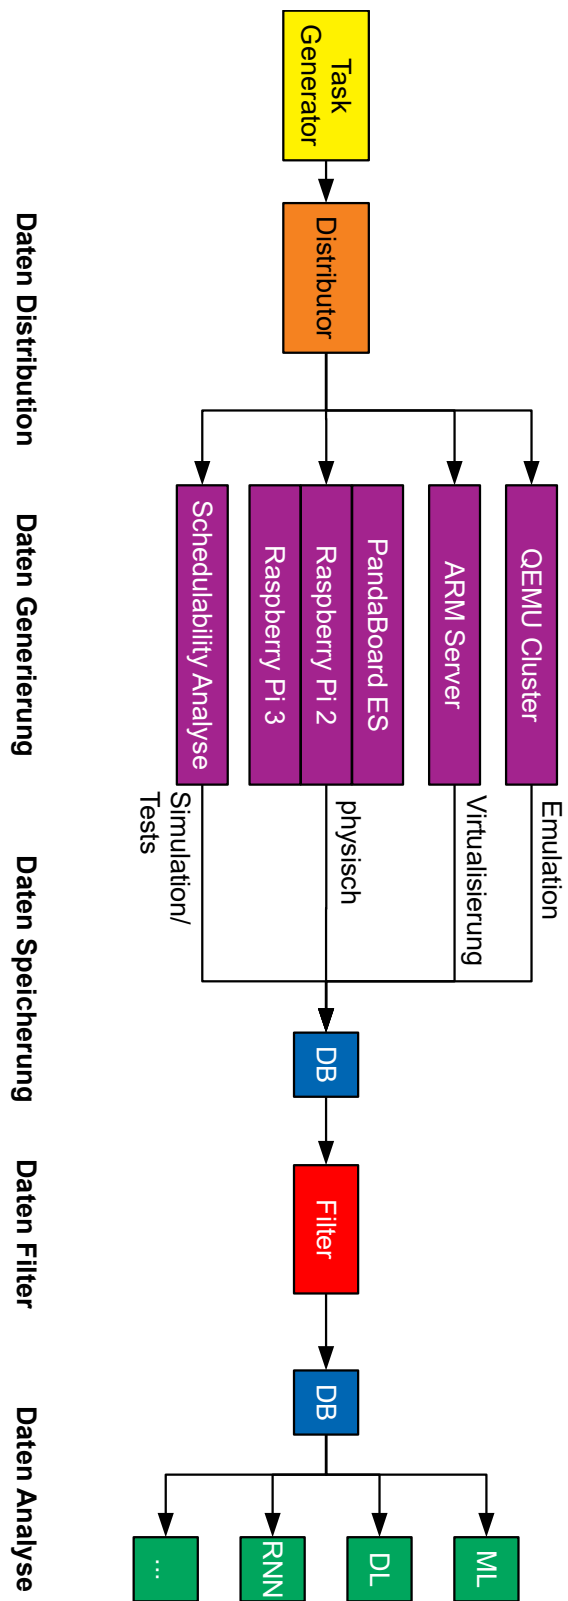 Task
Generator
Distributor
QEMU Cluster
Emulation
ARM Server
Virtualisierung
PandaBoard ES
Raspberry Pi 2
Raspberry Pi 3
physisch
Schedulability Analyse
Simulation/
Tests
DB
Filter
DB
ML
DL
RNN
...
Daten Distribution
Daten Generierung
Daten Speicherung
Daten Filter
Daten Analyse